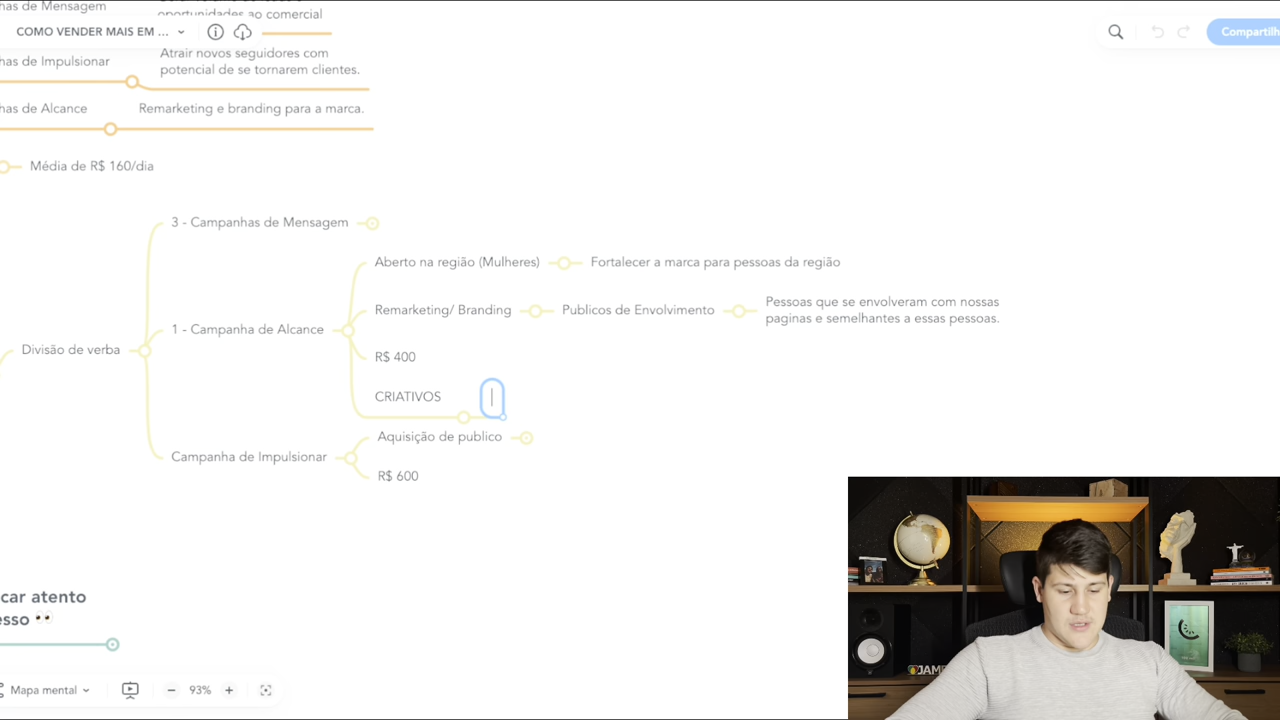 has de Mensagem
oportunidades ao comercial
COMO VENDER MAIS EM ...
Compartilh
has de Impulsionar
Atrair novos seguidores com
potencial de se tornarem clientes.
has de Alcance
Remarketing e branding para a marca.
Média de R$ 160/dia
3 - Campanhas de Mensagem
Aberto na região (Mulheres)
Fortalecer a marca para pessoas da região
Remarketing/ Branding
Publicos de Envolvimento
Pessoas que se envolveram com nossas
paginas e semelhantes a essas pessoas.
1 - Campanha de Alcance
Divisão de verba
R$ 400
CRIATIVOS
Aquisição de publico
Campanha de Impulsionar
R$ 600
car atento
esso 👀
Mapa mental
93%
JAME